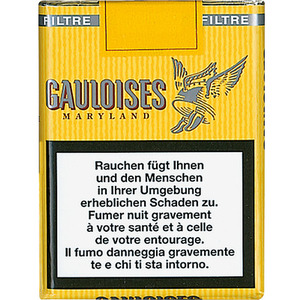 FILTRE FILTRE
GAULOISES
MARYLAND
Rauchen fügt Ihnen
und den Menschen
in Ihrer Umgebung
erheblichen Schaden zu.
Fumer nuit gravement
à votre santé et à celle
de votre entourage.
Il fumo danneggia gravemente
te e chi ti sta intorno.